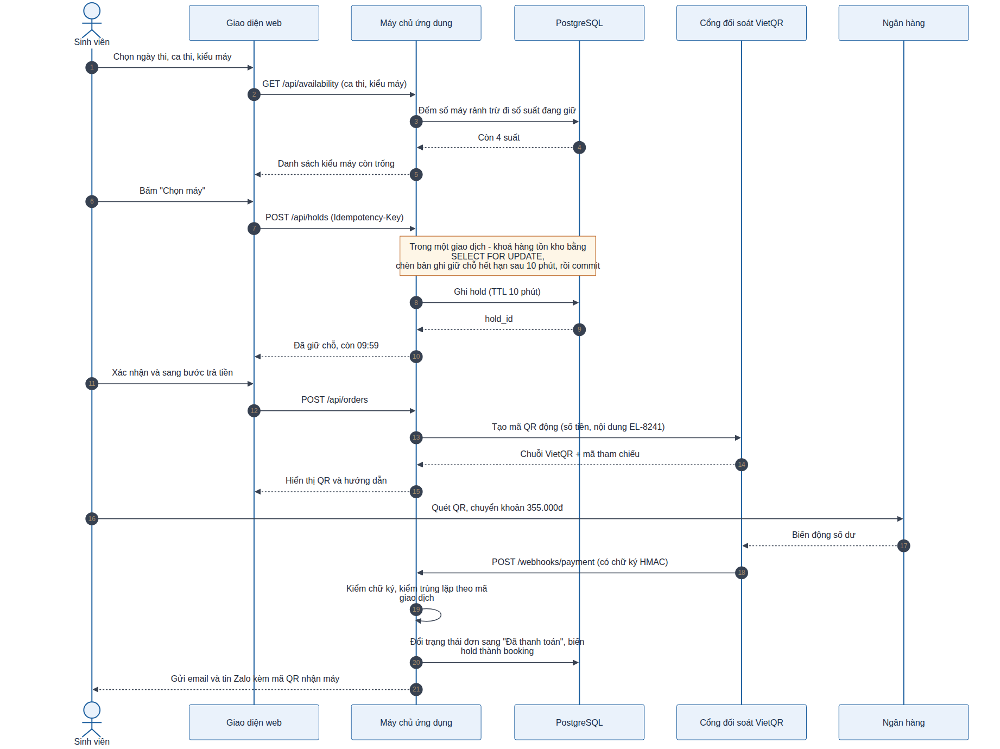 Sinh viên
Giao diện web
Máy chủ ứng dụng
PostgreSQL
Cổng đối soát VietQR
Ngân hàng
Chọn ngày thi, ca thi, kiểu máy
1
GET /api/availability (ca thi, kiểu máy)
2
Đếm số máy rảnh trừ đi số suất đang giữ
3
Còn 4 suất
4
Danh sách kiểu máy còn trống
5
Bấm "Chọn máy"
6
POST /api/holds (Idempotency-Key)
7
Trong một giao dịch - khoá hàng tồn kho bằng
SELECT FOR UPDATE,
chèn bản ghi giữ chỗ hết hạn sau 10 phút, rồi commit
Ghi hold (TTL 10 phút)
8
hold_id
9
Đã giữ chỗ, còn 09:59
10
Xác nhận và sang bước trả tiền
11
POST /api/orders
12
Tạo mã QR động (số tiền, nội dung EL-8241)
13
Chuỗi VietQR + mã tham chiếu
14
Hiển thị QR và hướng dẫn
15
Quét QR, chuyển khoản 355.000đ
16
Biến động số dư
17
POST /webhooks/payment (có chữ ký HMAC)
18
Kiểm chữ ký, kiểm trùng lặp theo mã
giao dịch
19
Đổi trạng thái đơn sang "Đã thanh toán", biến
hold thành booking
20
Gửi email và tin Zalo kèm mã QR nhận máy
21
Sinh viên
Giao diện web
Máy chủ ứng dụng
PostgreSQL
Cổng đối soát VietQR
Ngân hàng